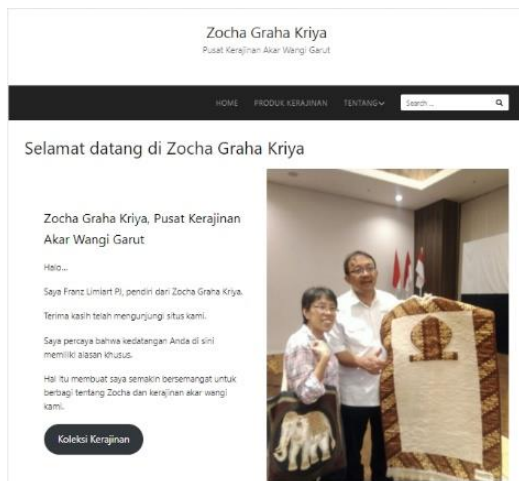 Zocha Graha Kriya
Pusat Kerajinan Akar Wangi Garut
HOME PRODUK KERAJINAN TENTANG Search ...
Selamat datang di Zocha Graha Kriya
Zocha Graha Kriya, Pusat Kerajinan
Akar Wangi Garut
Halo...
Saya Franz Limiart PJ, pendiri dari Zocha Graha Kriya.
Terima kasih telah mengunjungi situs kami.
Saya percaya bahwa kedatangan Anda di sini
memiliki alasan khusus.
Hal itu membuat saya semakin bersemangat untuk
berbagi tentang Zocha dan kerajinan akar wangi
kami.
Koleksi Kerajinan